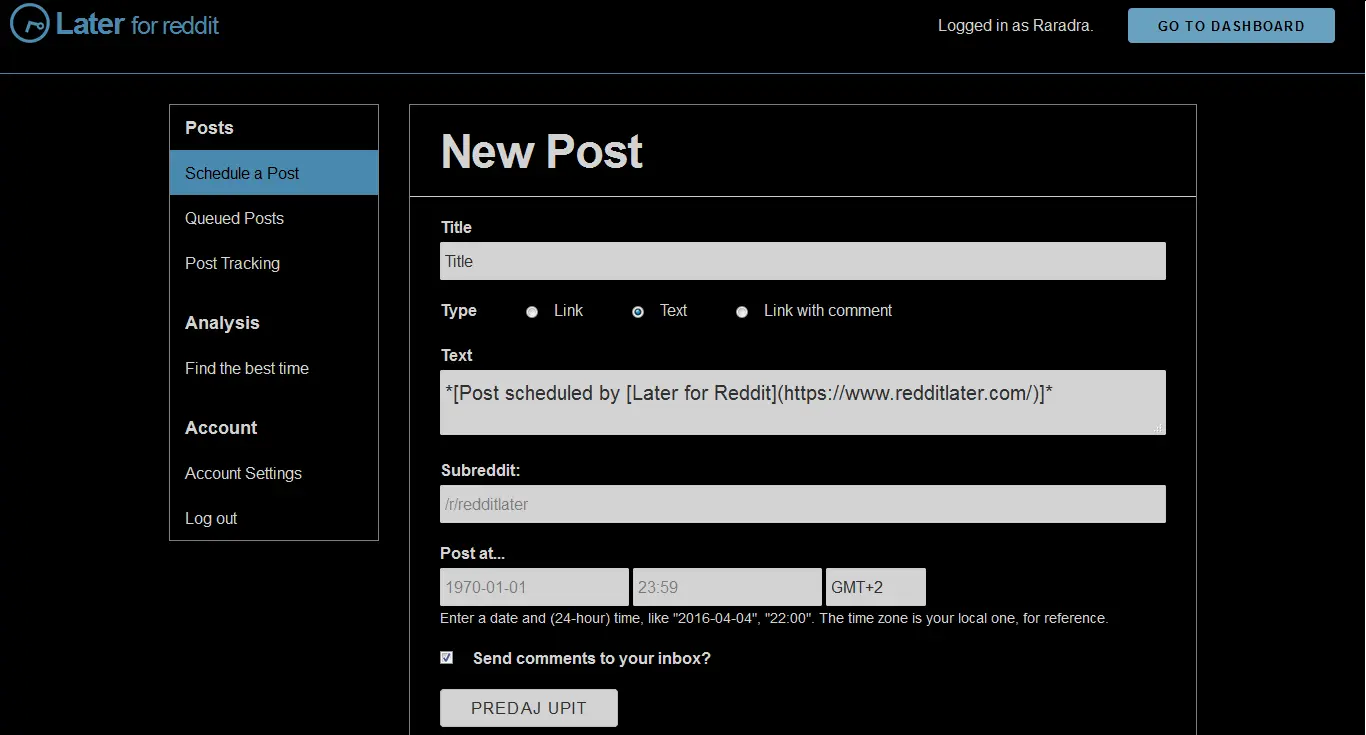 Later for reddit
Logged in as Raradra.
GO TO DASHBOARD
Posts
Schedule a Post
Queued Posts
Post Tracking
Analysis
Find the best time
Account
Account Settings
Log out
New Post
Title
Title
Type Link Text Link with comment
Text
*[Post scheduled by [Later for Reddit](https://www.redditlater.com/)]*
Subreddit:
/r/redditlater
Post at...
1970-01-01 23:59 GMT+2
Enter a date and (24-hour) time, like "2016-04-04", "22:00". The time zone is your local one, for reference.
Send comments to your inbox?
PREDAJ UPIT